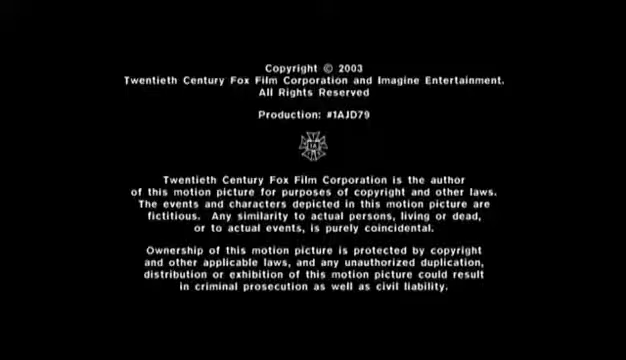 Copyright © 2003
Twentieth Century Fox Film Corporation and Imagine Entertainment.
All Rights Reserved
Production: #1AJD79
IA
Twentieth Century Fox Film Corporation is the author
of this motion picture for purposes of copyright and other laws.
The events and characters depicted in this motion picture are
fictitious. Any similarity to actual persons, living or dead,
or to actual events, is purely coincidental.
Ownership of this motion picture is protected by copyright
and other applicable laws, and any unauthorized duplication,
distribution or exhibition of this motion picture could result
in criminal prosecution as well as civil liability.